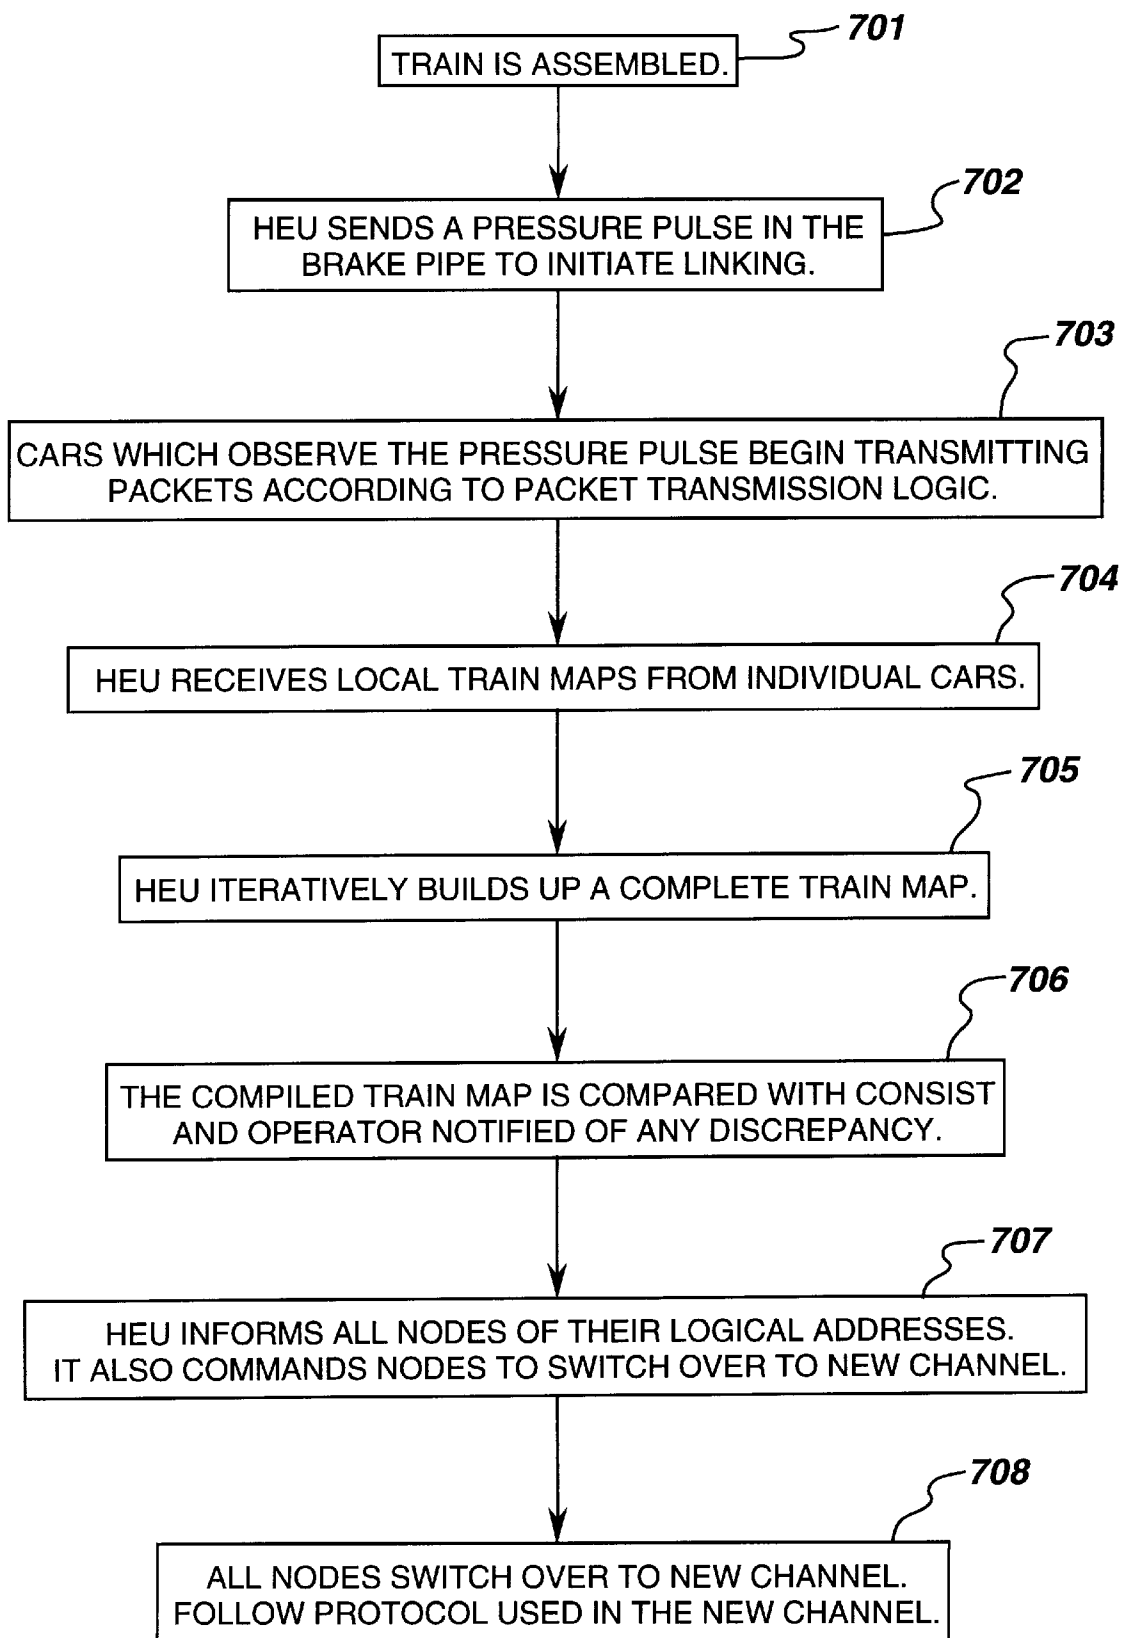 701
TRAIN IS ASSEMBLED.
702
HEU SENDS A PRESSURE PULSE IN THE
BRAKE PIPE TO INITIATE LINKING.
703
CARS WHICH OBSERVE THE PRESSURE PULSE BEGIN TRANSMITTING
PACKETS ACCORDING TO PACKET TRANSMISSION LOGIC.
704
HEU RECEIVES LOCAL TRAIN MAPS FROM INDIVIDUAL CARS.
705
HEU ITERATIVELY BUILDS UP A COMPLETE TRAIN MAP.
706
THE COMPILED TRAIN MAP IS COMPARED WITH CONSIST
AND OPERATOR NOTIFIED OF ANY DISCREPANCY.
707
HEU INFORMS ALL NODES OF THEIR LOGICAL ADDRESSES.
IT ALSO COMMANDS NODES TO SWITCH OVER TO NEW CHANNEL.
708
ALL NODES SWITCH OVER TO NEW CHANNEL.
FOLLOW PROTOCOL USED IN THE NEW CHANNEL.